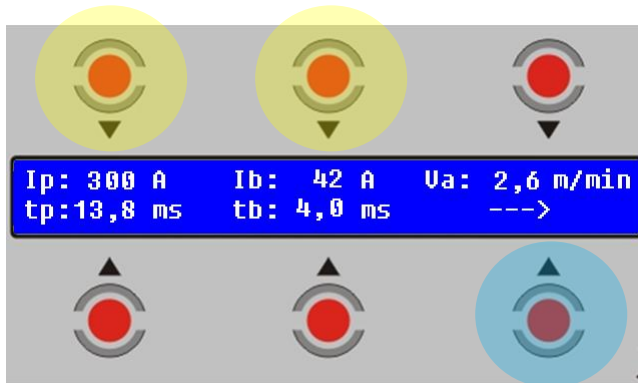 Ip: 300 A Ib: 42 A Va: 2,6 m/min
tp:13,8 ms tb: 4,0 ms --->